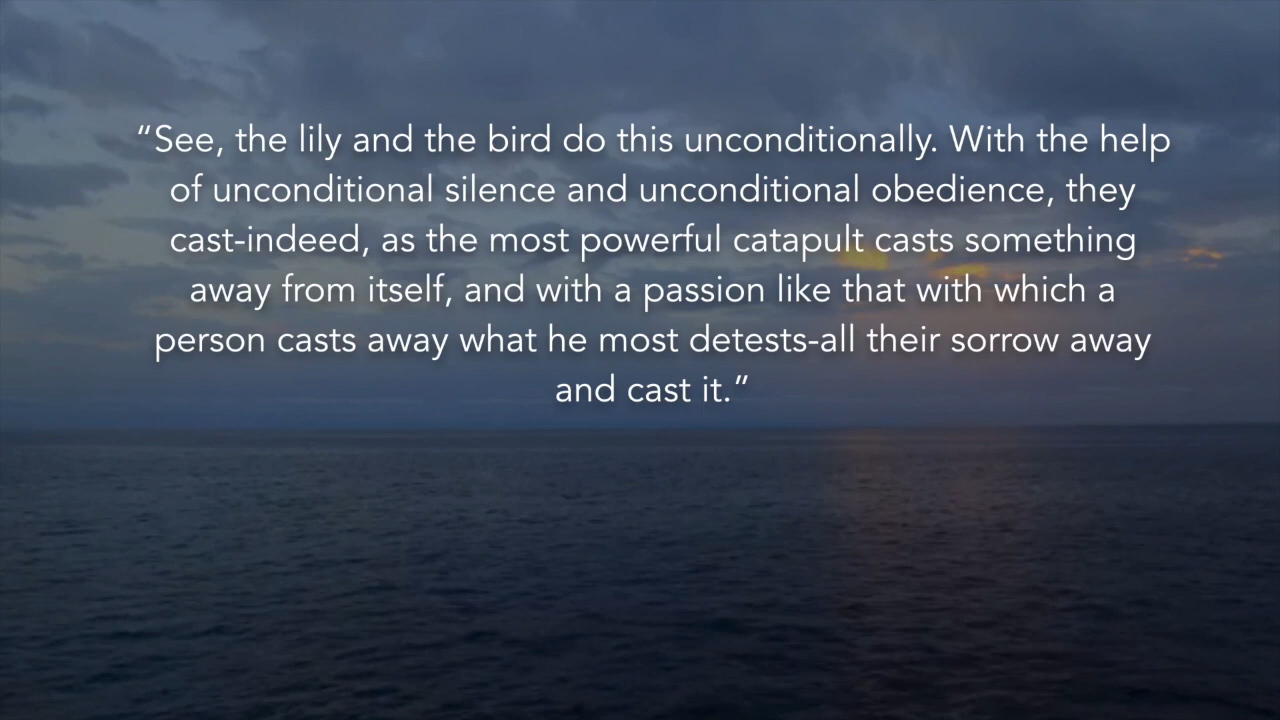 “See, the lily and the bird do this unconditionally. With the help
of unconditional silence and unconditional obedience, they
cast-indeed, as the most powerful catapult casts something
away from itself, and with a passion like that with which a
person casts away what he most detests-all their sorrow away
and cast it.”